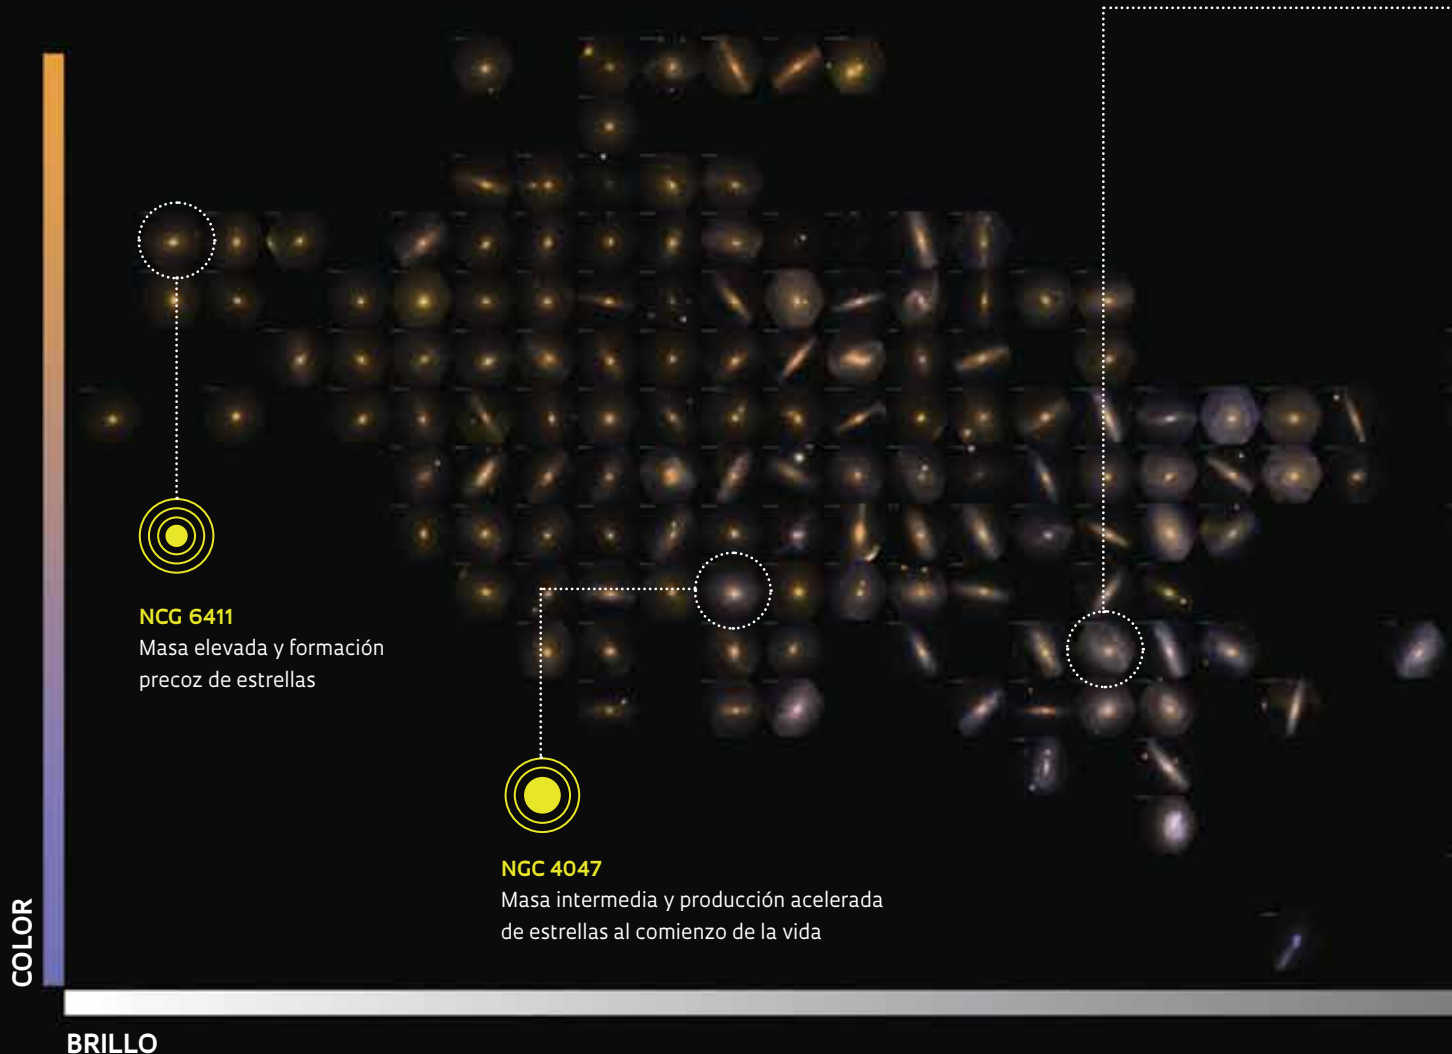 NCG 6411
Masa elevada y formación
precoz de estrellas
NGC 4047
Masa intermedia y producción acelerada
de estrellas al comienzo de la vida
COLOR
BRILLO